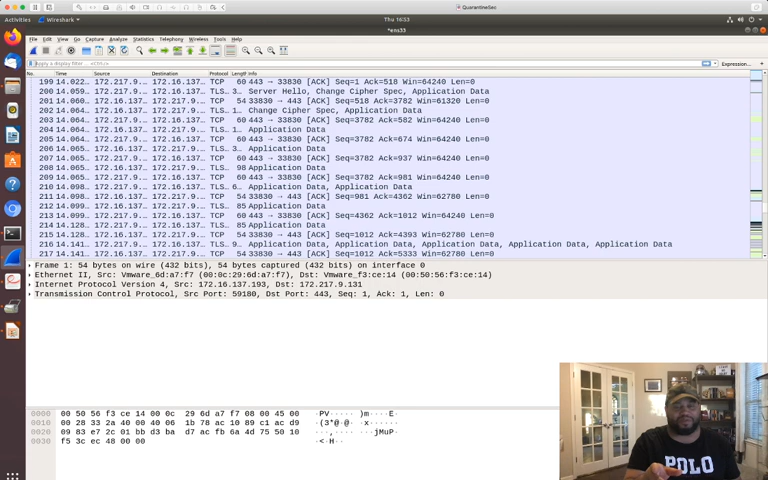 QuarantineSec
Activities Wireshark Thu 16:53
*ens33
File Edit View Go Capture Analyze Statistics Telephony Wireless Tools Help
Apply a display filter ... <Ctrl-/> Expression...
No. Time Source Destination Protocol Length Info
199 14.022… 172.217.9.… 172.16.137… TCP 60 443 → 33830 [ACK] Seq=1 Ack=518 Win=64240 Len=0
200 14.059… 172.217.9.… 172.16.137… TLS… 3… Server Hello, Change Cipher Spec, Application Data
201 14.060… 172.16.137… 172.217.9.… TCP 54 33830 → 443 [ACK] Seq=518 Ack=3782 Win=61320 Len=0
202 14.064… 172.16.137… 172.217.9.… TLS… 1… Change Cipher Spec, Application Data
203 14.064… 172.217.9.… 172.16.137… TCP 60 443 → 33830 [ACK] Seq=3782 Ack=582 Win=64240 Len=0
204 14.064… 172.16.137… 172.217.9.… TLS… 1… Application Data
205 14.064… 172.217.9.… 172.16.137… TCP 60 443 → 33830 [ACK] Seq=3782 Ack=674 Win=64240 Len=0
206 14.065… 172.16.137… 172.217.9.… TLS… 3… Application Data
207 14.065… 172.217.9.… 172.16.137… TCP 60 443 → 33830 [ACK] Seq=3782 Ack=937 Win=64240 Len=0
208 14.065… 172.16.137… 172.217.9.… TLS… 98 Application Data
209 14.065… 172.217.9.… 172.16.137… TCP 60 443 → 33830 [ACK] Seq=3782 Ack=981 Win=64240 Len=0
210 14.098… 172.217.9.… 172.16.137… TLS… 6… Application Data, Application Data
211 14.098… 172.16.137… 172.217.9.… TCP 54 33830 → 443 [ACK] Seq=981 Ack=4362 Win=62780 Len=0
212 14.099… 172.16.137… 172.217.9.… TLS… 85 Application Data
213 14.099… 172.217.9.… 172.16.137… TCP 60 443 → 33830 [ACK] Seq=4362 Ack=1012 Win=64240 Len=0
214 14.128… 172.217.9.… 172.16.137… TLS… 85 Application Data
215 14.128… 172.16.137… 172.217.9.… TCP 54 33830 → 443 [ACK] Seq=1012 Ack=4393 Win=62780 Len=0
216 14.141… 172.217.9.… 172.16.137… TLS… 9… Application Data, Application Data, Application Data, Application Data, Application Data
217 14.141… 172.16.137… 172.217.9.… TCP 54 33830 → 443 [ACK] Seq=1012 Ack=5333 Win=62780 Len=0
Frame 1: 54 bytes on wire (432 bits), 54 bytes captured (432 bits) on interface 0
Ethernet II, Src: Vmware_6d:a7:f7 (00:0c:29:6d:a7:f7), Dst: Vmware_f3:ce:14 (00:50:56:f3:ce:14)
Internet Protocol Version 4, Src: 172.16.137.193, Dst: 172.217.9.131
Transmission Control Protocol, Src Port: 59180, Dst Port: 443, Seq: 1, Ack: 1, Len: 0
0000 00 50 56 f3 ce 14 00 0c 29 6d a7 f7 08 00 45 00 ·PV····· )m····E·
0010 00 28 33 2a 40 00 40 06 1b 78 ac 10 89 c1 ac d9 ·(3*@·@· ·x······
0020 09 83 e7 2c 01 bb d3 ba d7 ac fb 6a 4d 75 50 10 ···,···· ···jMuP·
0030 f5 3c ec 48 00 00 ·<·H··
POLO